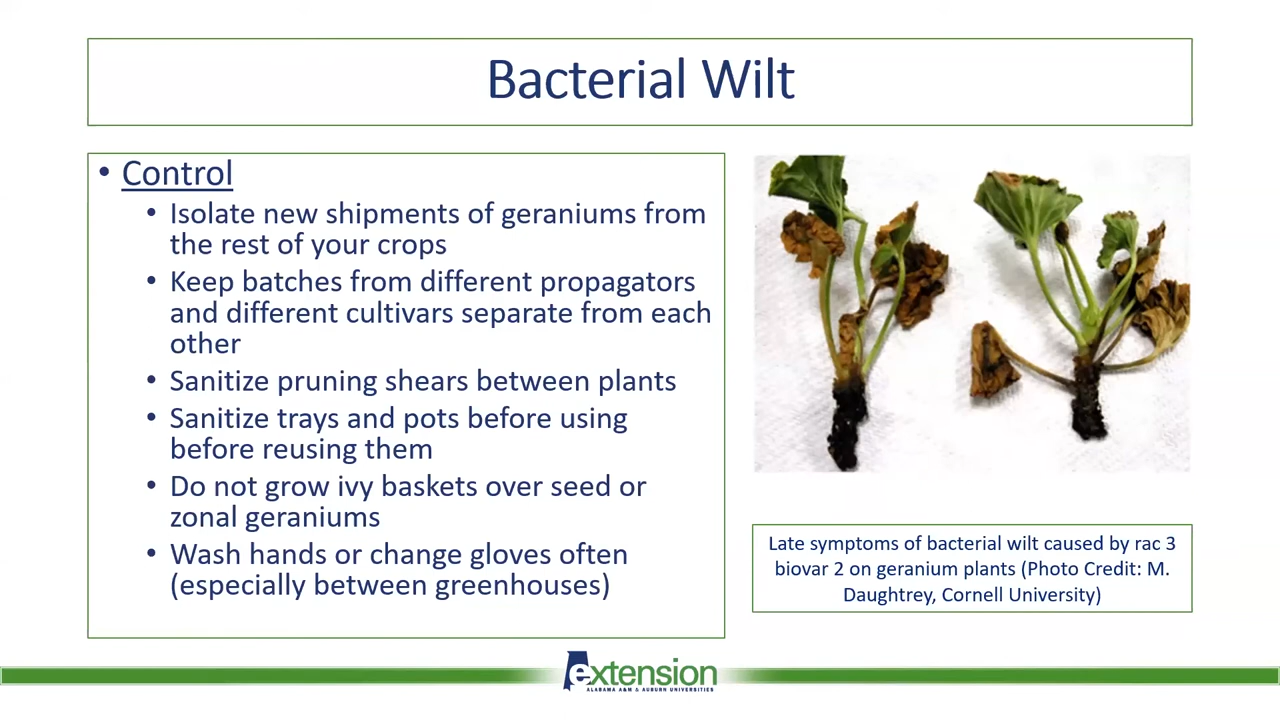 Bacterial Wilt
• Control
• Isolate new shipments of geraniums from
the rest of your crops
• Keep batches from different propagators
and different cultivars separate from each
other
• Sanitize pruning shears between plants
• Sanitize trays and pots before using
before reusing them
• Do not grow ivy baskets over seed or
zonal geraniums
• Wash hands or change gloves often
(especially between greenhouses)
Late symptoms of bacterial wilt caused by rac 3
biovar 2 on geranium plants (Photo Credit: M.
Daughtrey, Cornell University)
extension
ALABAMA A&M & AUBURN UNIVERSITIES